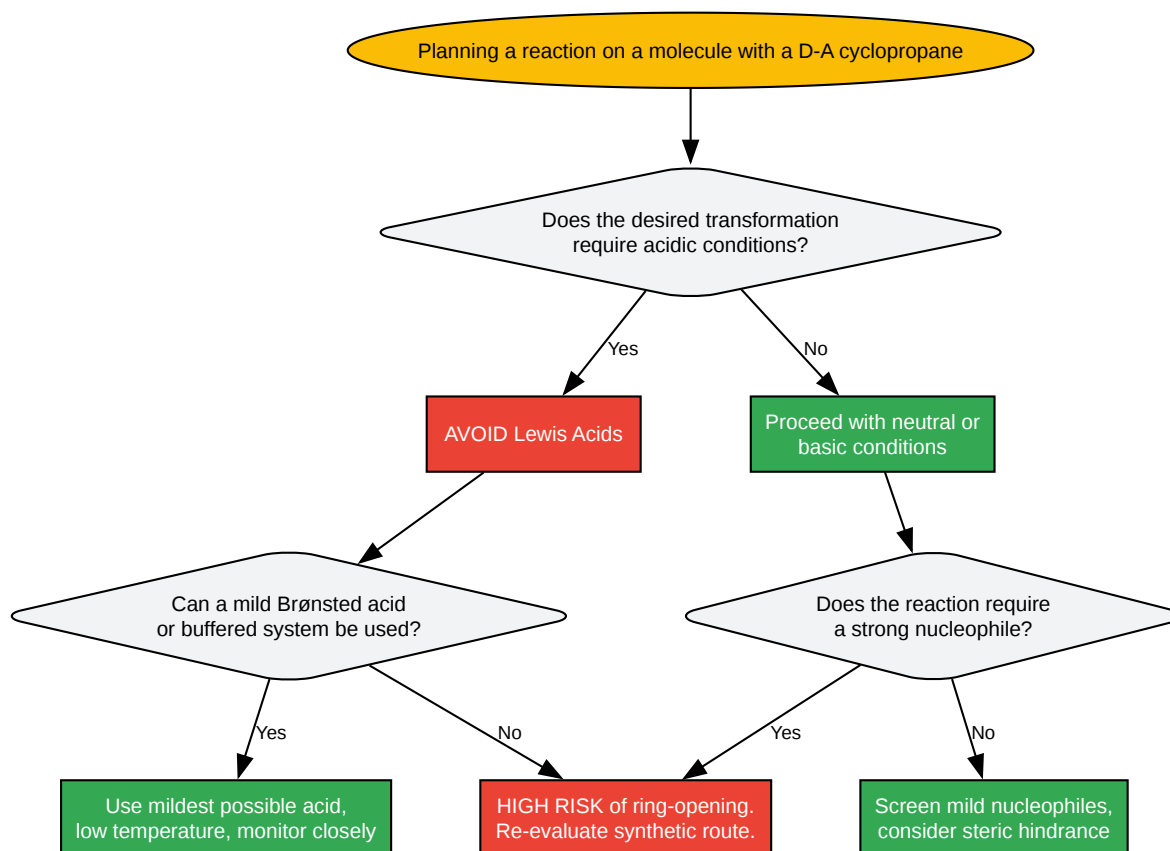 Planning a reaction on a molecule with a D-A cyclopropane
Does the desired transformation
require acidic conditions?
Yes
No
AVOID Lewis Acids
Proceed with neutral or
basic conditions
Can a mild Brønsted acid
or buffered system be used?
Does the reaction require
a strong nucleophile?
Yes
No
Yes
No
Use mildest possible acid,
low temperature, monitor closely
HIGH RISK of ring-opening.
Re-evaluate synthetic route.
Screen mild nucleophiles,
consider steric hindrance